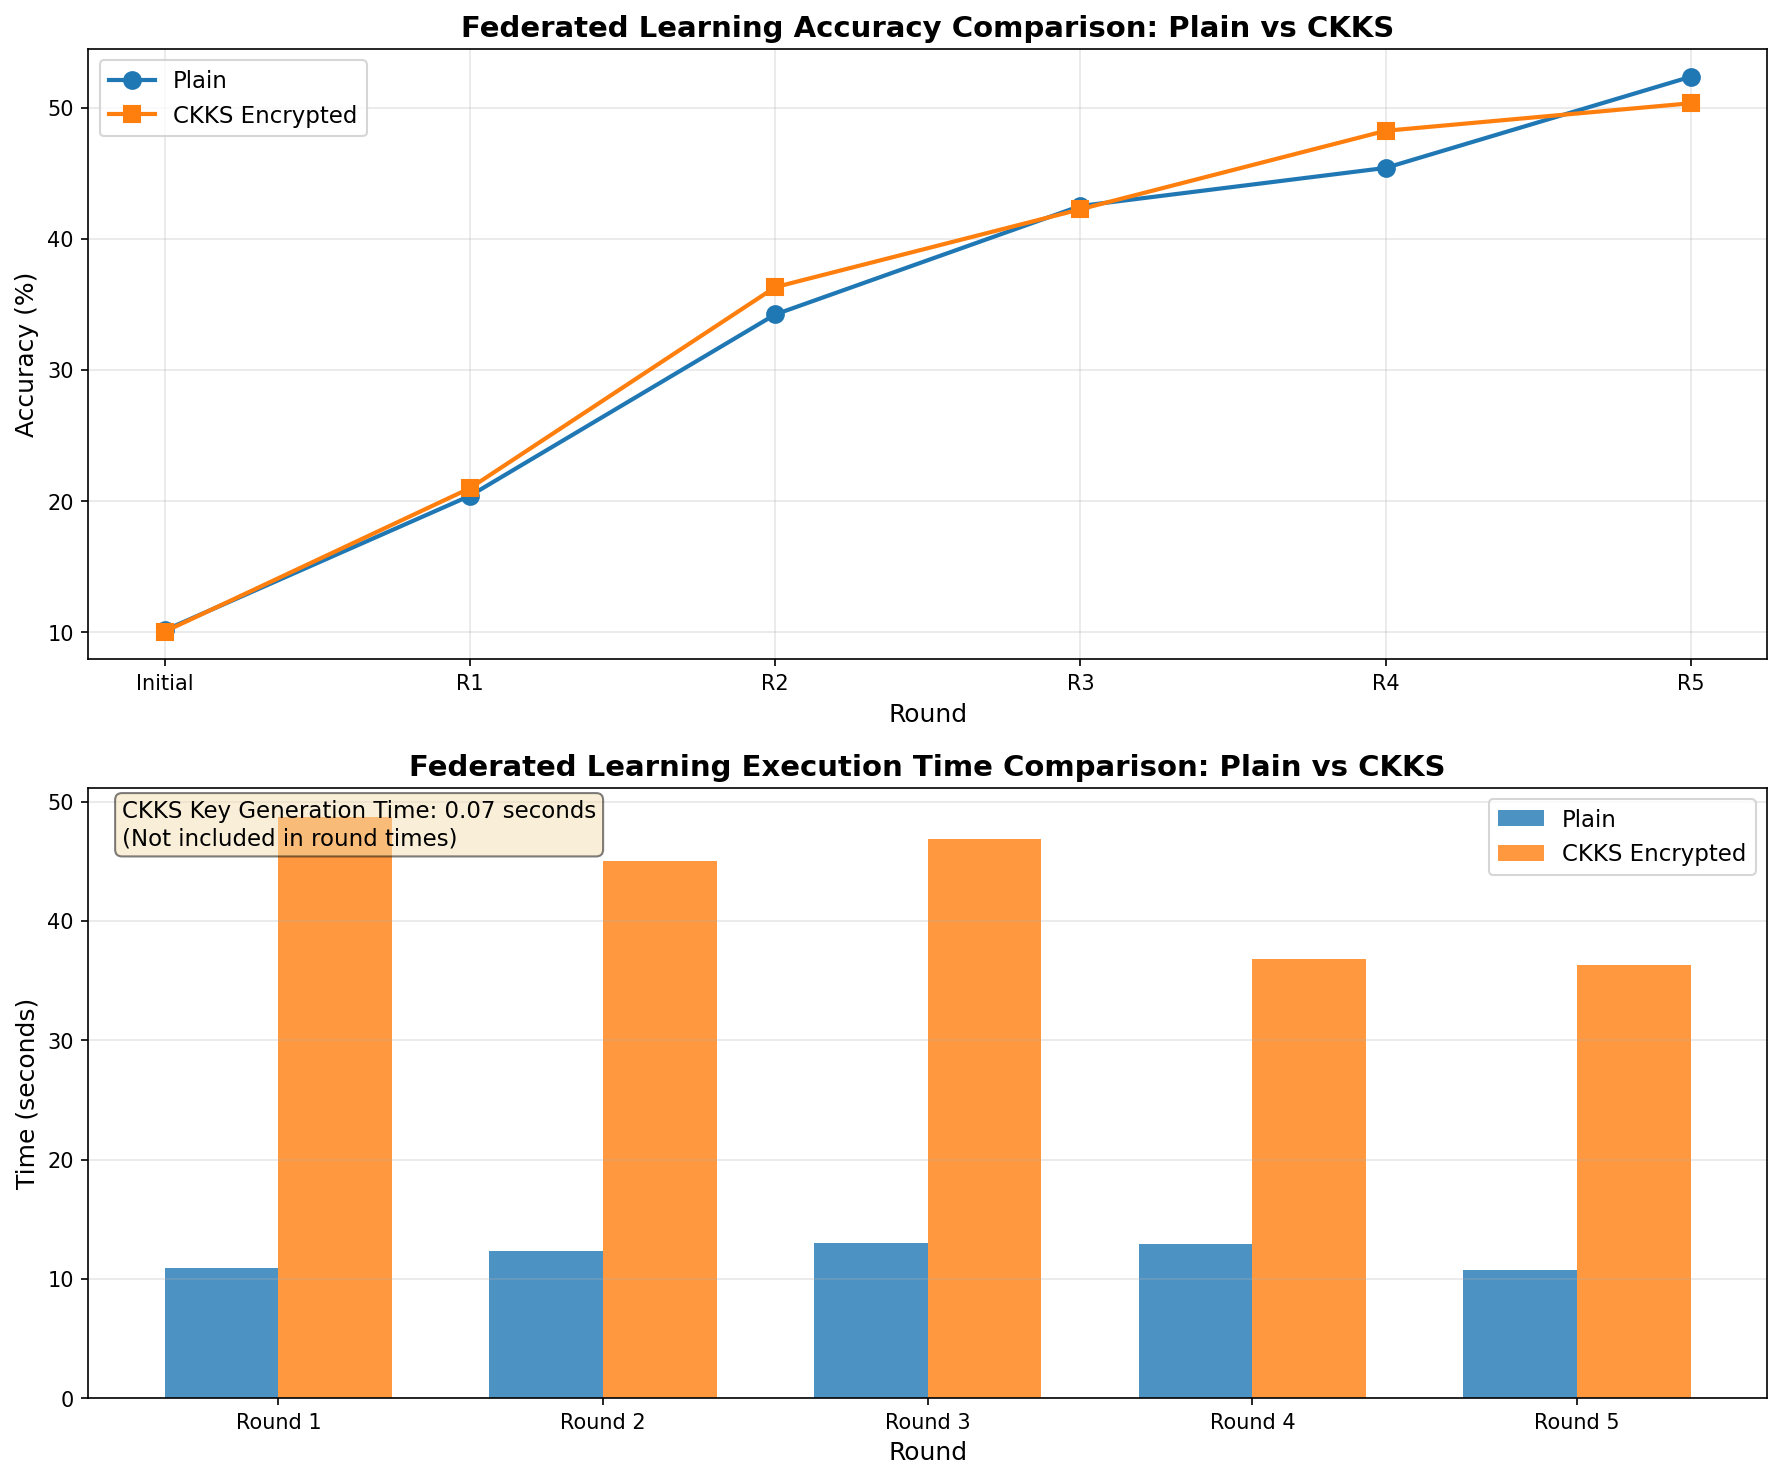 Federated Learning Accuracy Comparison: Plain vs CKKS
Plain
CKKS Encrypted
Accuracy (%)
50
40
30
20
10
Initial R1 R2 R3 R4 R5
Round
Federated Learning Execution Time Comparison: Plain vs CKKS
CKKS Key Generation Time: 0.07 seconds
(Not included in round times)
Plain
CKKS Encrypted
Time (seconds)
50
40
30
20
10
0
Round 1 Round 2 Round 3 Round 4 Round 5
Round